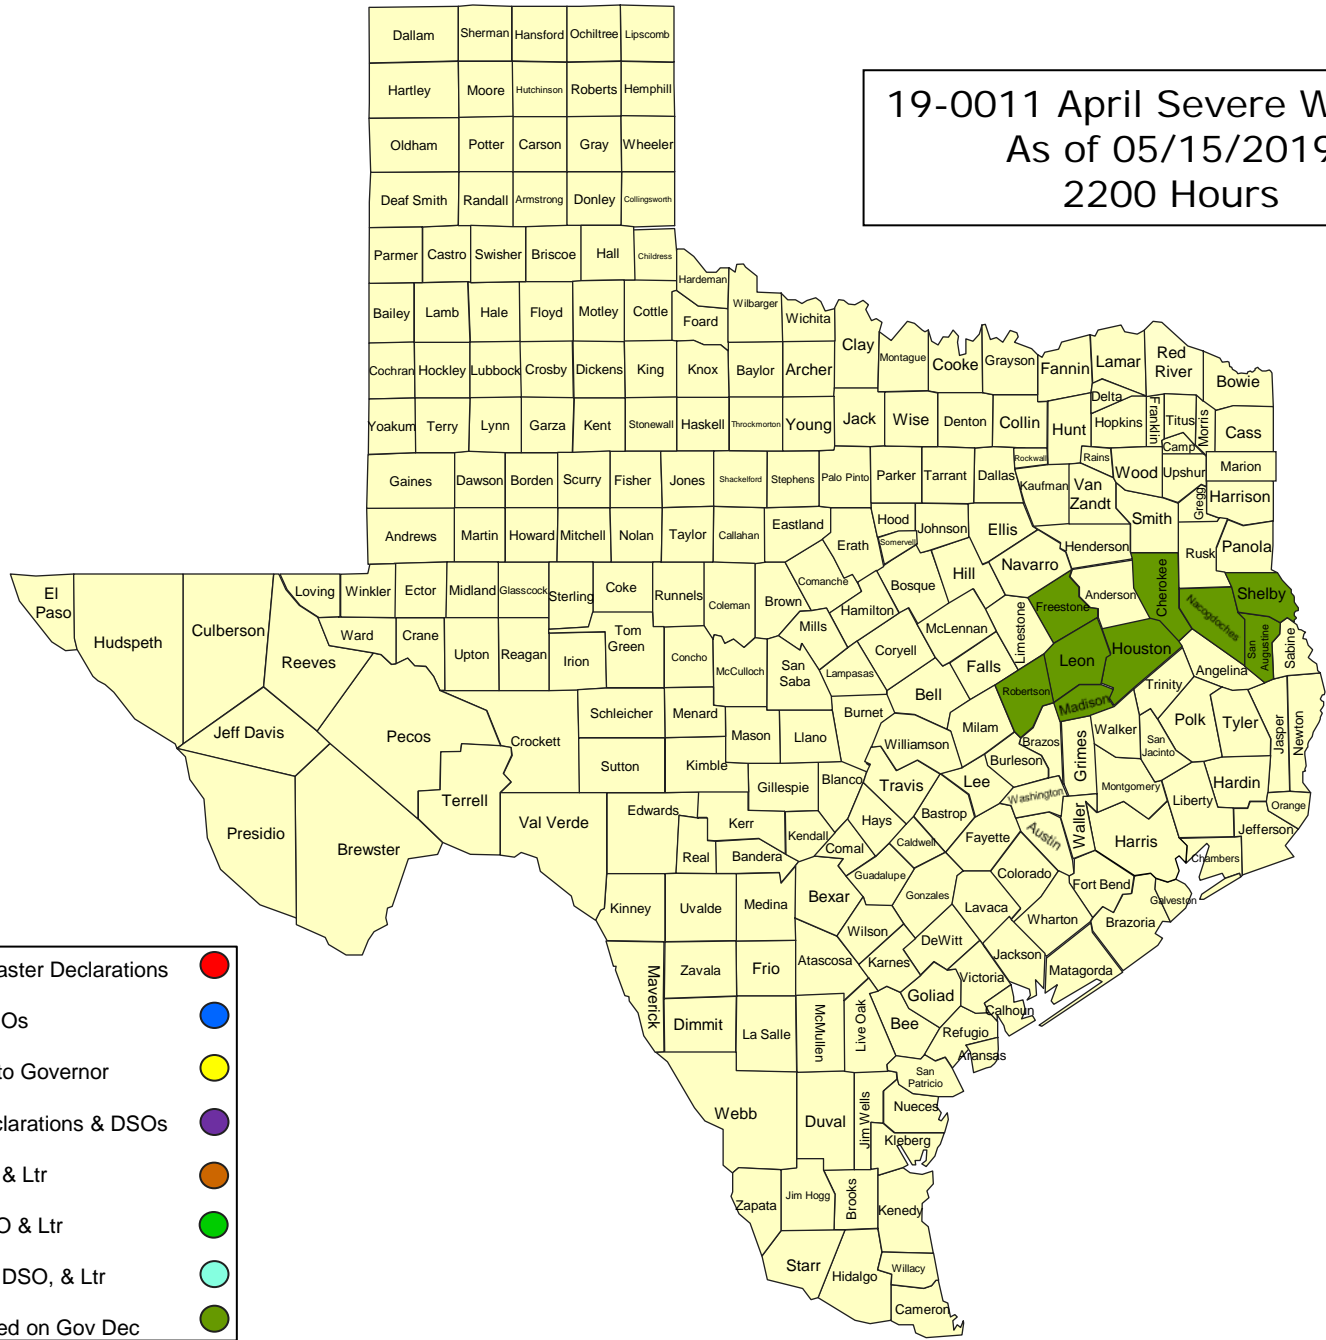 Dallam Sherman Hansford Ochiltree Lipscomb
Hartley Moore Hutchinson Roberts Hemphill
19-0011 April Severe W
As of 05/15/2019
2200 Hours
Oldham Potter Carson Gray Wheeler
Deaf Smith Randall Armstrong Donley Collingsworth
Parmer Castro Swisher Briscoe Hall Childress
Hardeman
Wilbarger
Bailey Lamb Hale Floyd Motley Cottle Foard Wichita
Clay Montague Cooke Grayson Fannin Lamar
Red
River
Bowie
Cochran Hockley Lubbock Crosby Dickens King Knox Baylor Archer
Delta
Yoakum Terry Lynn Garza Kent Stonewall Haskell Throckmorton Young Jack Wise Denton Collin Hunt Hopkins Franklin Titus Morris Cass
Camp
Rockwall Rains
Gaines Dawson Borden Scurry Fisher Jones Shackelford Stephens Palo Pinto Parker Tarrant Dallas Kaufman
Van
Zandt
Wood Upshur Marion
Gregg Harrison
Andrews Martin Howard Mitchell Nolan Taylor Callahan Eastland Erath Hood Somervell Johnson Ellis Henderson Smith Rusk Panola
El
Paso
Hudspeth Culberson Loving Winkler Ector Midland Glasscock Sterling Coke Runnels Coleman Brown Comanche Hamilton Bosque Hill Navarro Freestone Anderson Cherokee Nacogdoches Shelby
San
Augustine
Sabine
Reeves Ward Crane Upton Reagan Irion
Tom
Green
Concho McCulloch
San
Saba
Mills Lampasas Coryell McLennan Limestone Falls Leon Houston Angelina
Trinity
Jeff Davis Pecos Crockett Schleicher Menard Mason Llano Burnet Bell Milam Robertson Madison
Walker
San
Jacinto
Polk Tyler Jasper Newton
Sutton Kimble Gillespie Blanco Williamson Burleson Brazos Grimes
Presidio Brewster Terrell Val Verde Edwards Kerr Kendall Travis Lee Washington Montgomery Liberty Hardin Orange
Real Bandera Comal Hays Caldwell Bastrop Fayette Austin Waller Harris Jefferson
Chambers
Kinney Uvalde Medina Bexar Guadalupe Gonzales Lavaca Colorado Fort Bend Galveston
Wharton Brazoria
Maverick Zavala Frio Atascosa Wilson Karnes DeWitt Jackson Matagorda
Victoria
Dimmit La Salle McMullen Live Oak Bee Goliad Refugio Calhoun
Aransas
San
Patricio
Webb Duval Jim Wells Nueces
Kleberg
Zapata Jim Hogg Brooks Kenedy
Starr Hidalgo Willacy
Cameron
aster Declarations
Os
to Governor
clarations & DSOs
& Ltr
O & Ltr
DSO, & Ltr
ed on Gov Dec